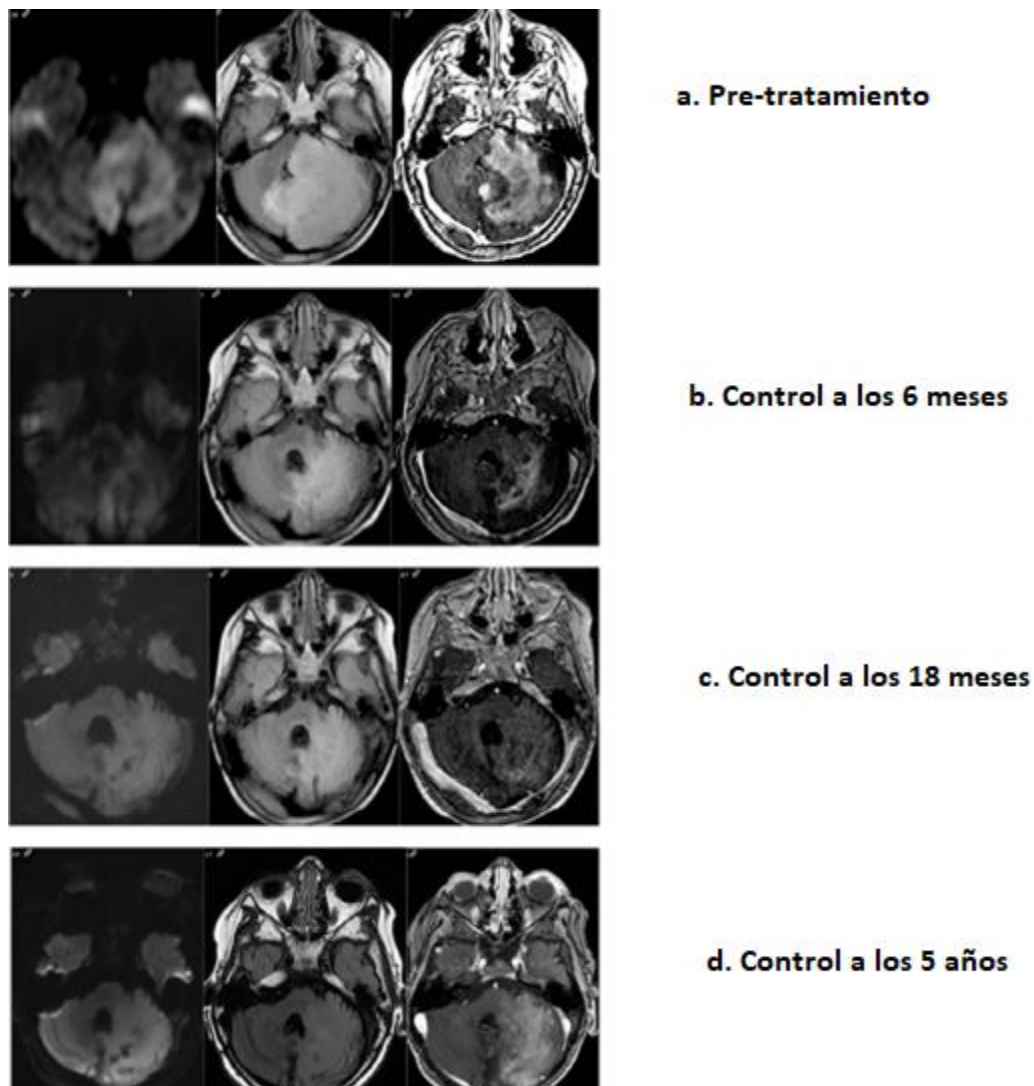 a. Pre-tratamiento
b. Control a los 6 meses
c. Control a los 18 meses
d. Control a los 5 años